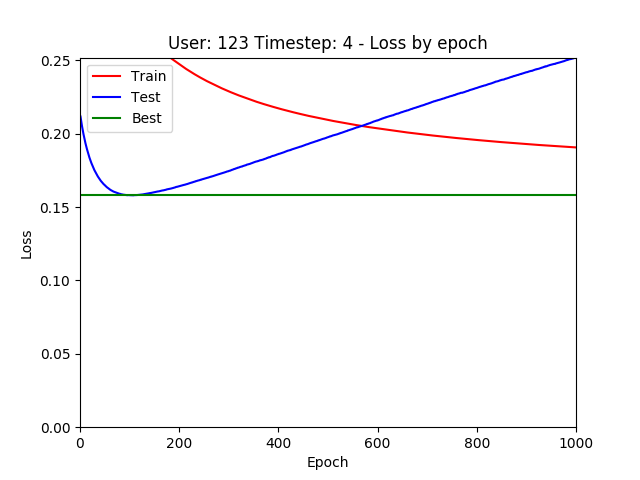 User: 123 Timestep: 4 - Loss by epoch
0.25
0.20
0.15
0.10
0.05
0.00
Loss
Train
Test
Best
0 200 400 600 800 1000
Epoch